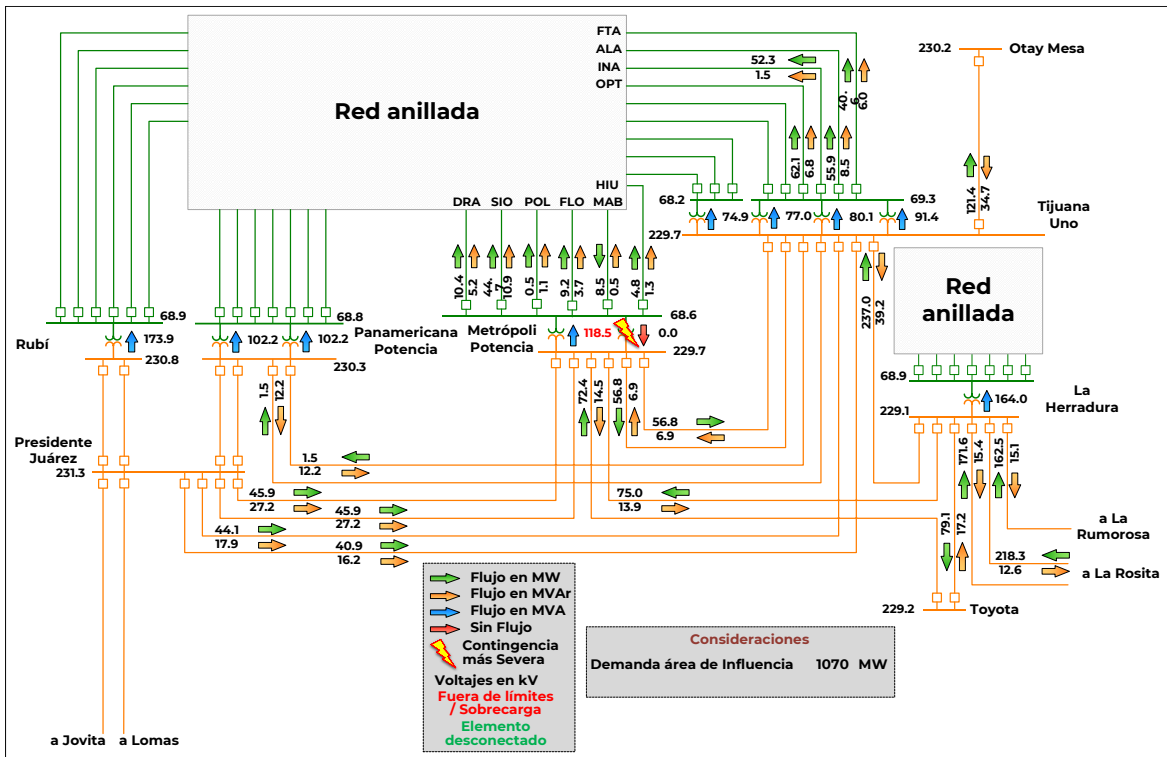 FTA
ALA
INA
OPT
Red anillada
HIU
DRA SIO POL FLO MAB
52.3
1.5
40.6
6.0
62.1
6.8
55.9
8.5
230.2 Otay Mesa
121.4
34.7
68.2
69.3
74.9 77.0 80.1 91.4
229.7
Tijuana
Uno
10.4
5.2
44.7
10.9
0.5
1.1
9.2
3.7
8.5
0.5
4.8
1.3
237.0
39.2
Red
anillada
68.9
Rubí
173.9
230.8
68.8
Panamericana
Potencia
102.2 102.2
230.3
68.6
Metrópoli
Potencia
118.5 0.0
229.7
68.9
La
Herradura
164.0
229.1
1.5
12.2
72.4
14.5
56.8
6.9
56.8
6.9
171.6
15.4
162.5
15.1
Presidente
Juárez
231.3
1.5
12.2
45.9
27.2
45.9
27.2
75.0
13.9
44.1
17.9
40.9
16.2
79.1
17.2
a La
Rumorosa
218.3
12.6
a La Rosita
229.2 Toyota
Flujo en MW
Flujo en MVAr
Flujo en MVA
Sin Flujo
Contingencia
más Severa
Voltajes en kV
Fuera de límites
/ Sobrecarga
Elemento
desconectado
Consideraciones
Demanda área de Influencia 1070 MW
a Jovita a Lomas